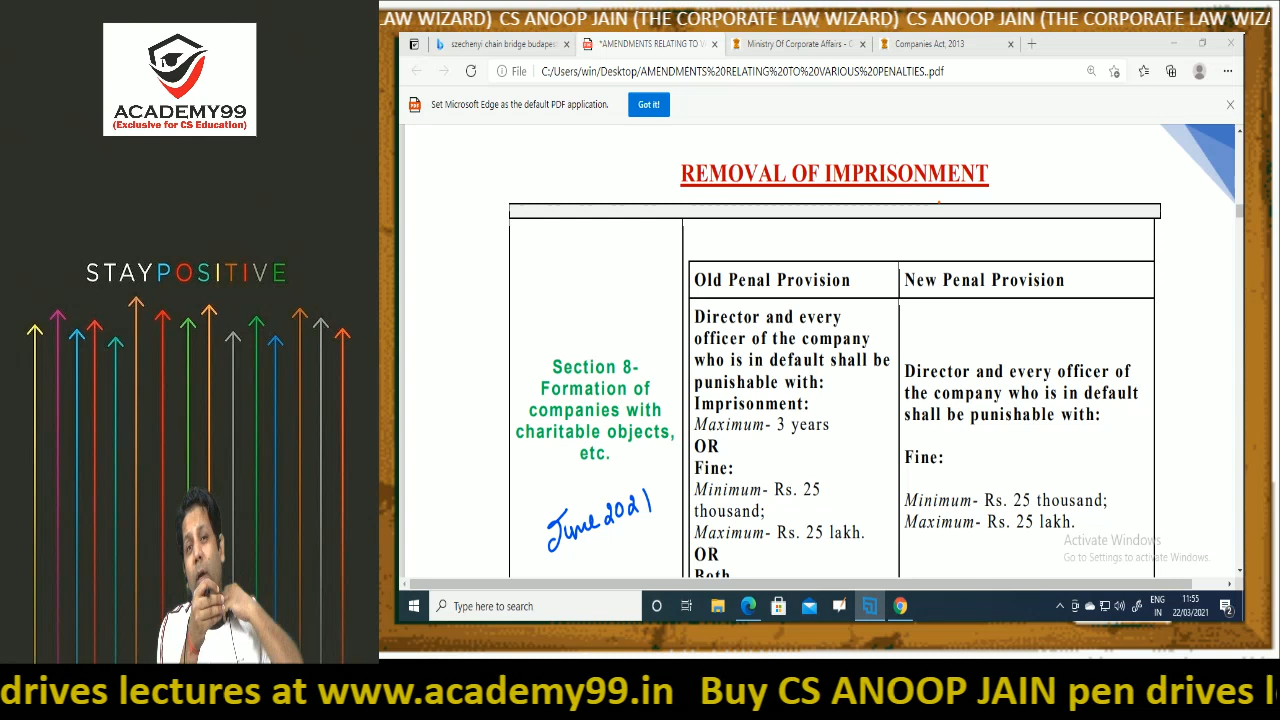 LAW WIZARD) CS ANOOP JAIN (THE CORPORATE LAW WIZARD) CS ANOOP JAIN (THE CORPORATE LAW WIZA
ACADEMY99
(Exclusive for CS Education)
STAYPOSITIVE
szechenyi chain bridge budapes
*AMENDMENTS RELATING TO V
Ministry Of Corporate Affairs - C
Companies Act, 2013
File
C:/Users/win/Desktop/AMENDMENTS%20RELATING%20TO%20VARIOUS%20PENALTIES..pdf
Set Microsoft Edge as the default PDF application.
Got it!
REMOVAL OF IMPRISONMENT
Section 8-
Formation of
companies with
charitable objects,
etc.
June 2021
Old Penal Provision
Director and every
officer of the company
who is in default shall be
punishable with:
Imprisonment:
Maximum- 3 years
OR
Fine:
Minimum- Rs. 25
thousand;
Maximum- Rs. 25 lakh.
OR
Both
New Penal Provision
Director and every officer of
the company who is in default
shall be punishable with:
Fine:
Minimum- Rs. 25 thousand;
Maximum- Rs. 25 lakh.
Activate Windows
Go to Settings to activate Windows.
Type here to search
ENG
IN
11:55
22/03/2021
2
drives lectures at www.academy99.in Buy CS ANOOP JAIN pen drives l